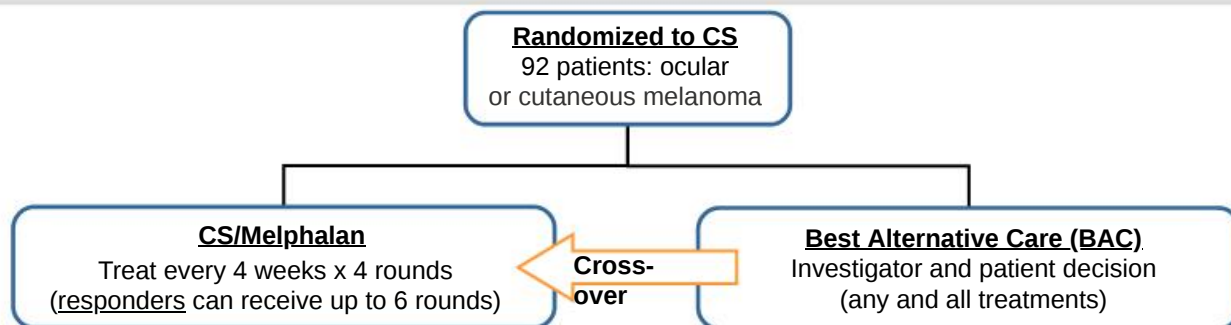 Randomized to CS
92 patients: ocular
or cutaneous melanoma
CS/Melphalan
Treat every 4 weeks x 4 rounds
(responders can receive up to 6 rounds)
Cross-
over
Best Alternative Care (BAC)
Investigator and patient decision
(any and all treatments)